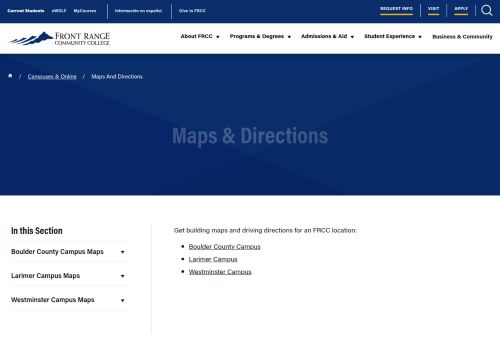 Current Students eWOLF MyCourses Información en español Give to FRCC REQUEST INFO VISIT APPLY
FRONT RANGE
COMMUNITY COLLEGE
About FRCC Programs & Degrees Admissions & Aid Student Experience Business & Community
/ Campuses & Online / Maps And Directions
Maps & Directions
In this Section
Boulder County Campus Maps
Larimer Campus Maps
Westminster Campus Maps
Get building maps and driving directions for an FRCC location:
Boulder County Campus
Larimer Campus
Westminster Campus